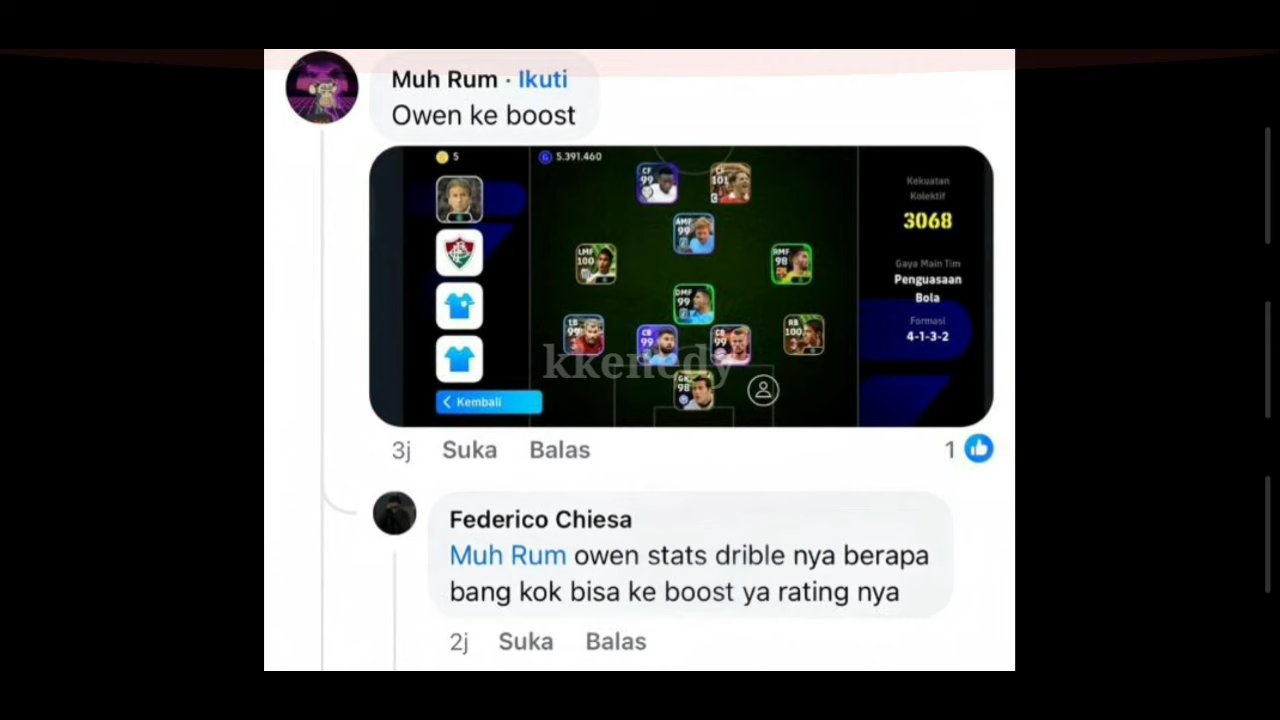 Muh Rum · Ikuti
Owen ke boost
5
5.391.460
CF
99
CF
101
AMF
99
LMF
100
RMF
98
DMF
99
LB
99
CB
99
CB
99
RB
100
GK
98
Kekuatan
Kolektif
3068
Gaya Main Tim
Penguasaan
Bola
Formasi
4-1-3-2
Kembali
kkenedy
3j Suka Balas
1
Federico Chiesa
Muh Rum owen stats drible nya berapa
bang kok bisa ke boost ya rating nya
2j Suka Balas